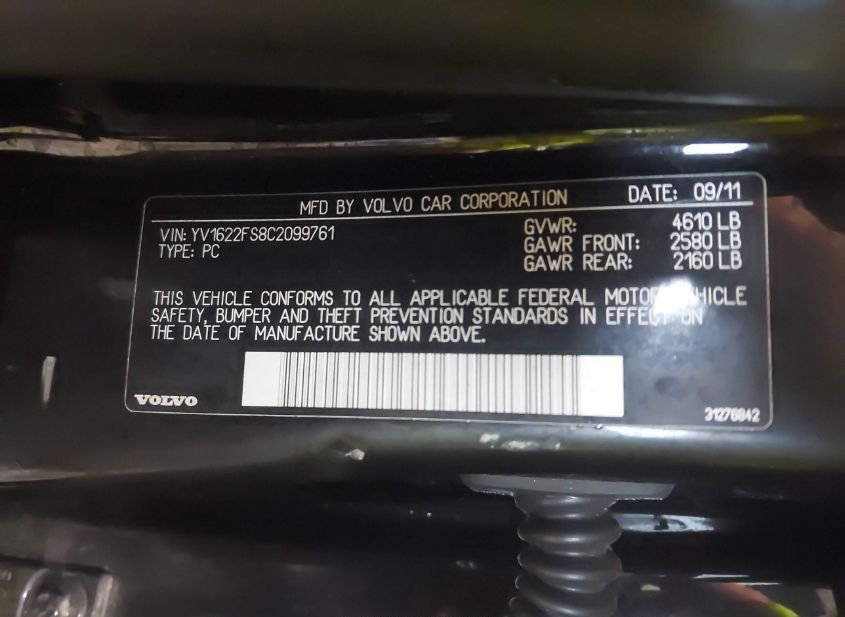 MFD BY VOLVO CAR CORPORATION DATE: 09/11
VIN: YV1622FS8C2099761
TYPE: PC
GVWR: 4610 LB
GAWR FRONT: 2580 LB
GAWR REAR: 2160 LB
THIS VEHICLE CONFORMS TO ALL APPLICABLE FEDERAL MOTOR VEHICLE
SAFETY, BUMPER AND THEFT PREVENTION STANDARDS IN EFFECT ON
THE DATE OF MANUFACTURE SHOWN ABOVE.
VOLVO
31276842